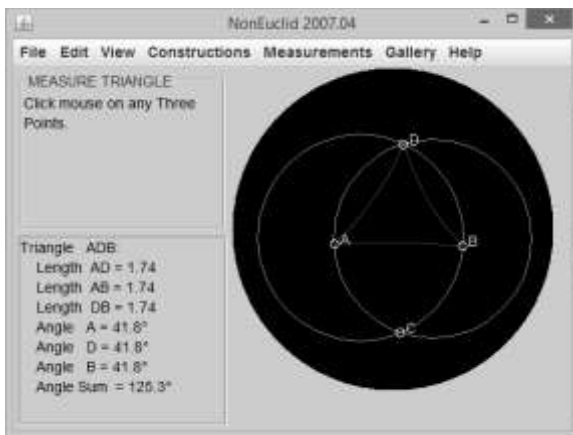 NonEuclid 2007.04
File Edit View Constructions Measurements Gallery Help
MEASURE TRIANGLE
Click mouse on any Three
Points.
D
A
B
C
Triangle ADB:
Length AD = 1.74
Length AB = 1.74
Length DB = 1.74
Angle A = 41.8°
Angle D = 41.8°
Angle B = 41.8°
Angle Sum = 125.3°